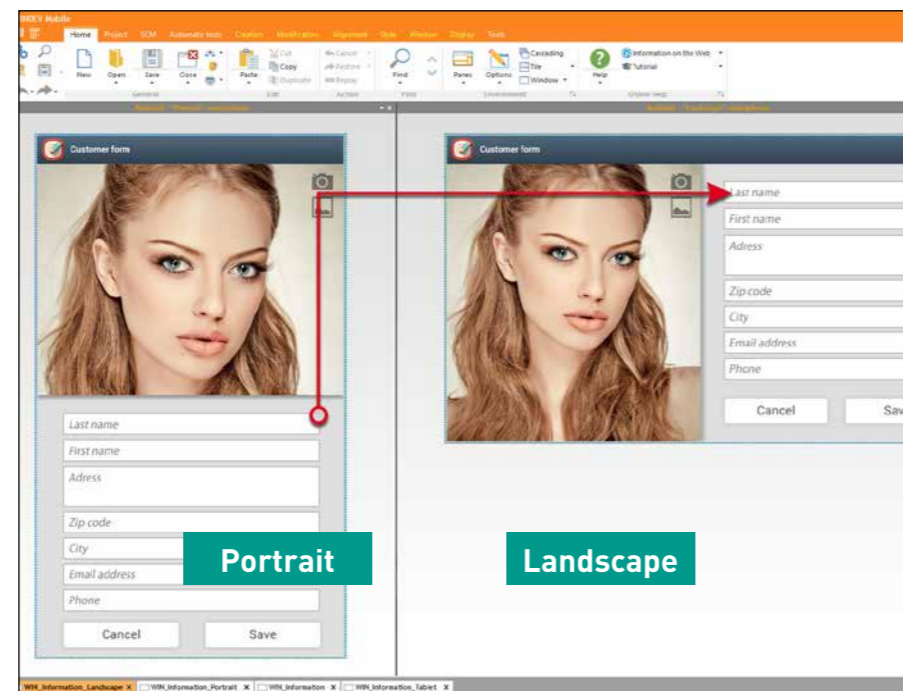 INDEV Mobile
Home Project SCM Automatic tests Creation Modification Alignment Style Window Display Tools
Cut
Cancel
Cascading
Information on the Web
Copy
Restore
Tile
Tutorial
New Open Save Close Paste Duplicate Replay Find Panes Options Window Help
General Edit Action Find Environment Online help
Customer form
Last name
First name
Adress
Zip code
City
Email address
Phone
Cancel Save
Portrait
Customer form
Last name
First name
Adress
Zip code
City
Email address
Phone
Cancel Sav
Landscape
WIN_Information_Landscape X WIN_Information_Portrait X WIN_Information X WIN_Information_Tablet X